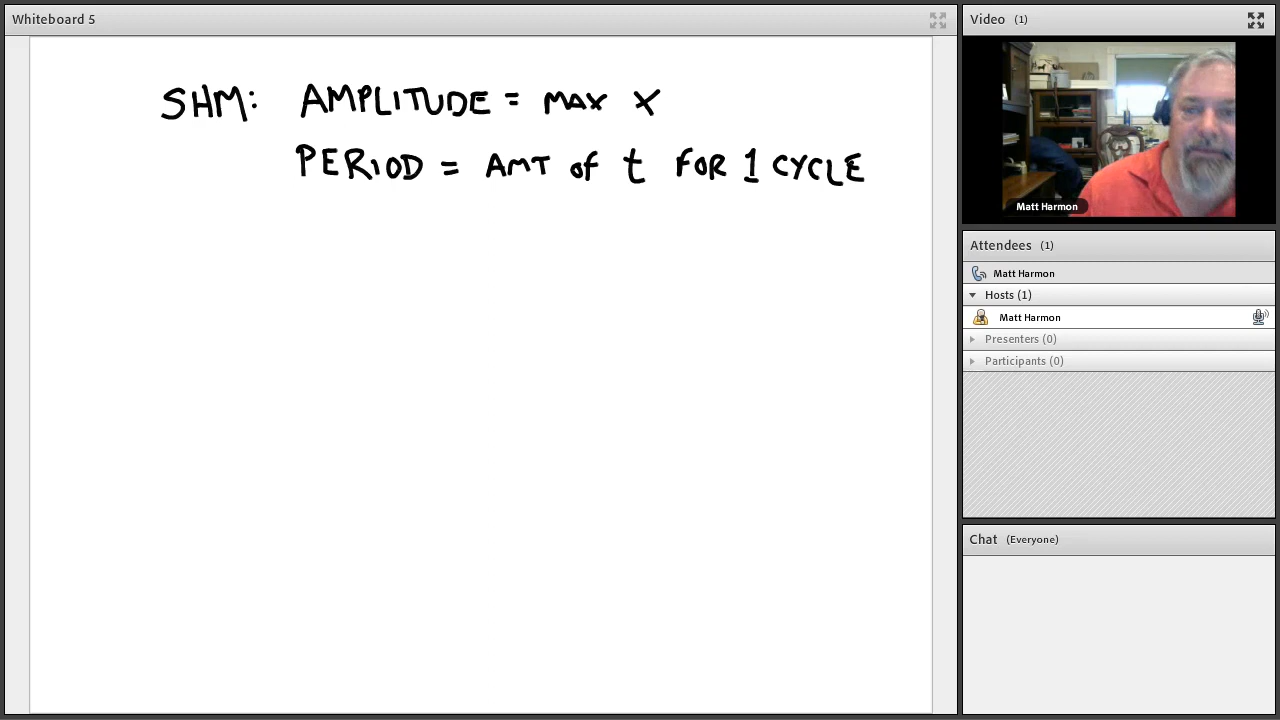 Whiteboard 5
SHM: AMPLITUDE = MAX X
PERIOD = AMT of t FOR 1 CYCLE
Video (1)
Matt Harmon
Attendees (1)
Matt Harmon
Hosts (1)
Matt Harmon
Presenters (0)
Participants (0)
Chat (Everyone)